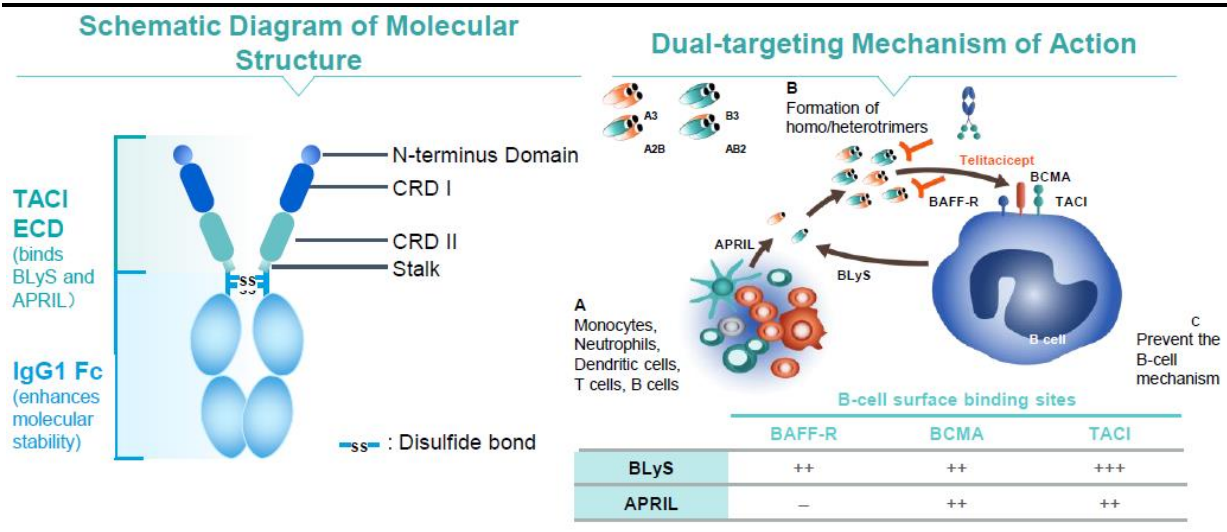 Schematic Diagram of Molecular
Structure
TACI
ECD
(binds
BLyS and
APRIL）
IgG1 Fc
(enhances
molecular
stability)
N-terminus Domain
CRD I
CRD II
Stalk
SS
SS
SS : Disulfide bond
Dual-targeting Mechanism of Action
A3
B3
A2B
AB2
B
Formation of
homo/heterotrimers
Telitacicept
BCMA
BAFF-R
TACI
APRIL
BLyS
A
Monocytes,
Neutrophils,
Dendritic cells,
T cells, B cells
B cell
C
Prevent the
B-cell
mechanism
B-cell surface binding sites
BAFF-R BCMA TACI
BLyS ++ ++ +++
APRIL – ++ ++